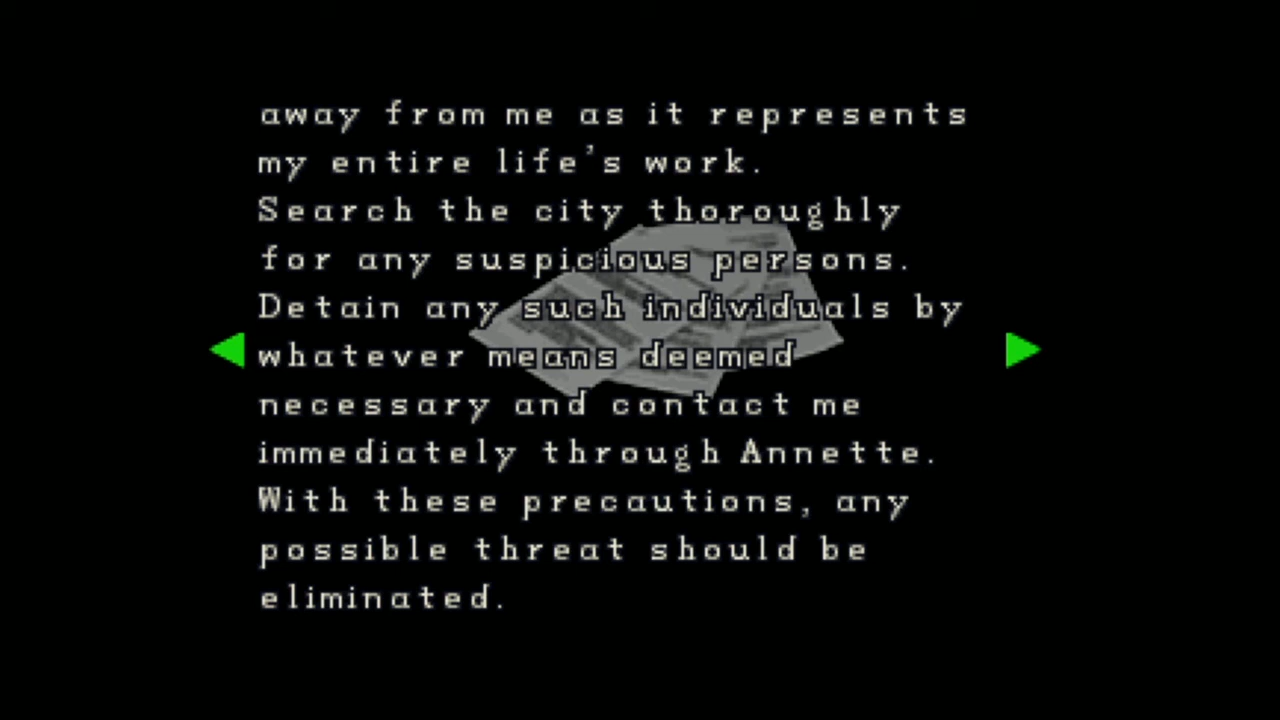 away from me as it represents
my entire life's work.
Search the city thoroughly
for any suspicious persons.
Detain any such individuals by
whatever means deemed
necessary and contact me
immediately through Annette.
With these precautions, any
possible threat should be
eliminated.